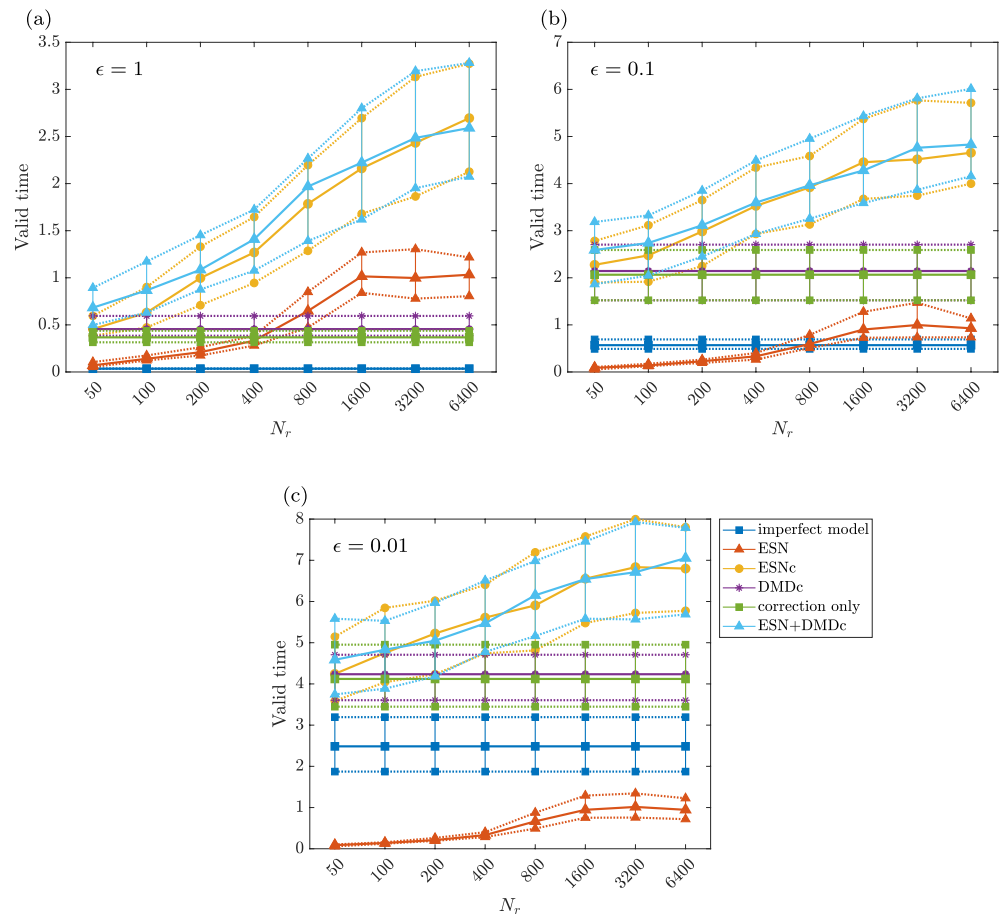 (a)
ϵ = 1
3.5
3
2.5
2
1.5
1
0.5
0
Valid time
50
100
200
400
800
1600
3200
6400
N_r
(b)
ϵ = 0.1
7
6
5
4
3
2
1
0
Valid time
50
100
200
400
800
1600
3200
6400
N_r
(c)
ϵ = 0.01
8
7
6
5
4
3
2
1
0
Valid time
50
100
200
400
800
1600
3200
6400
N_r
imperfect model
ESN
ESNc
DMDc
correction only
ESN+DMDc